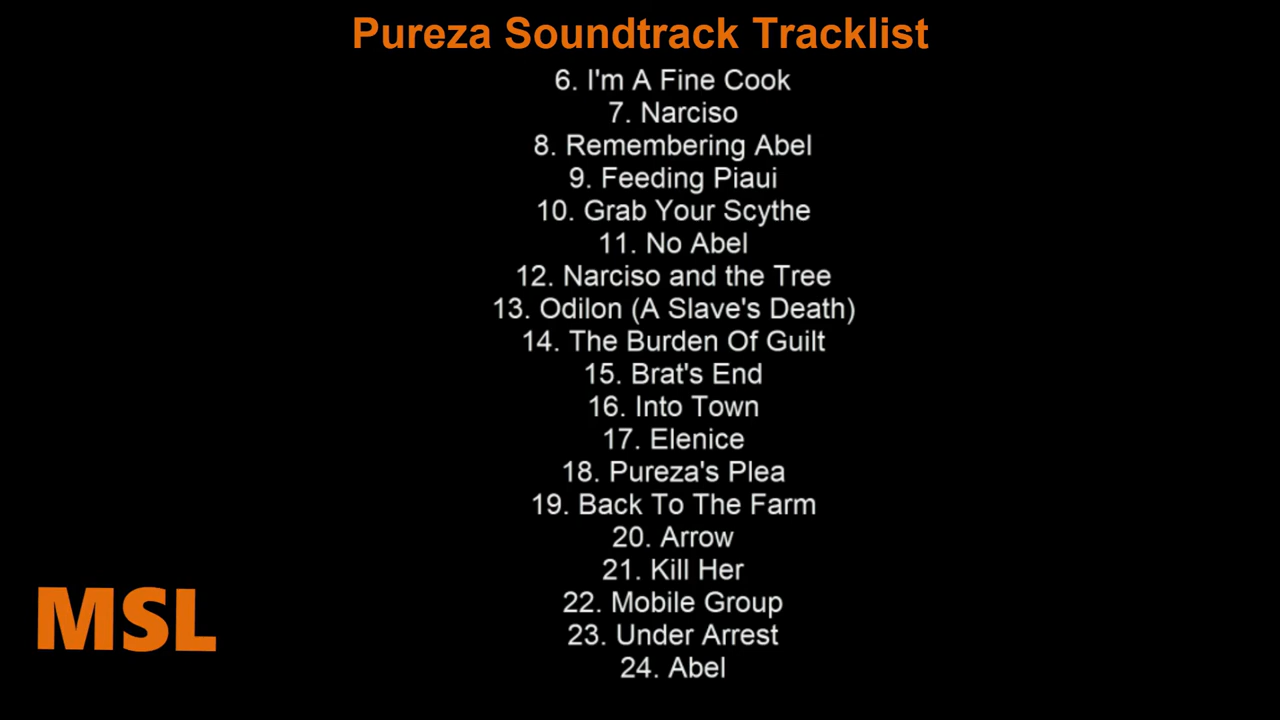 Pureza Soundtrack Tracklist
6. I'm A Fine Cook
7. Narciso
8. Remembering Abel
9. Feeding Piaui
10. Grab Your Scythe
11. No Abel
12. Narciso and the Tree
13. Odilon (A Slave's Death)
14. The Burden Of Guilt
15. Brat's End
16. Into Town
17. Elenice
18. Pureza's Plea
19. Back To The Farm
20. Arrow
21. Kill Her
22. Mobile Group
23. Under Arrest
24. Abel
MSL